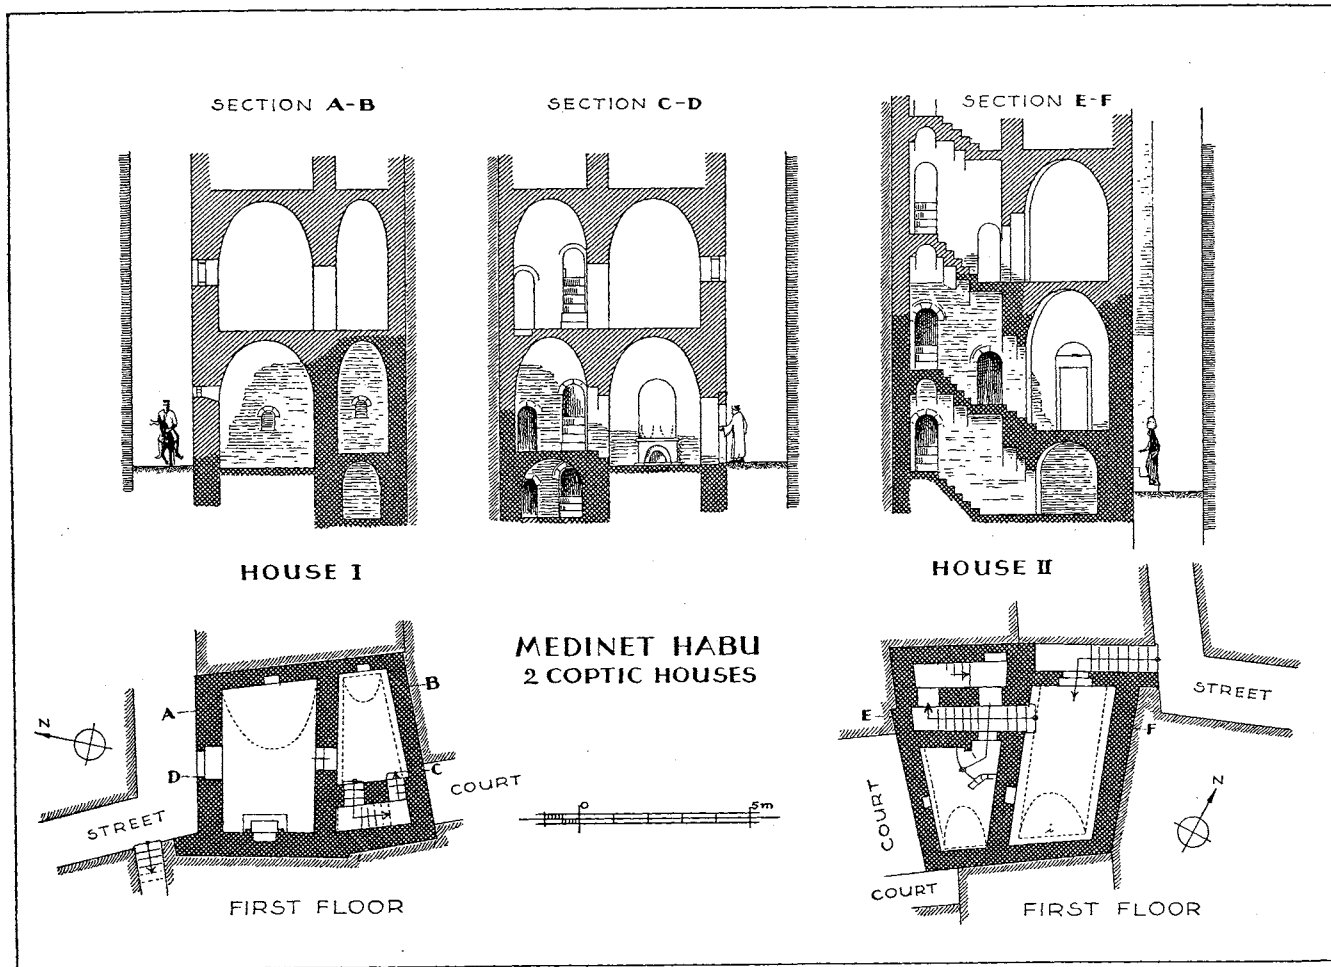 SECTION A-B
SECTION C-D
SECTION E-F
HOUSE I
HOUSE II
MEDINET HABU
2 COPTIC HOUSES
A
B
C
D
N
STREET
COURT
FIRST FLOOR
0
5m
E
F
STREET
COURT
COURT
N
i
FIRST FLOOR